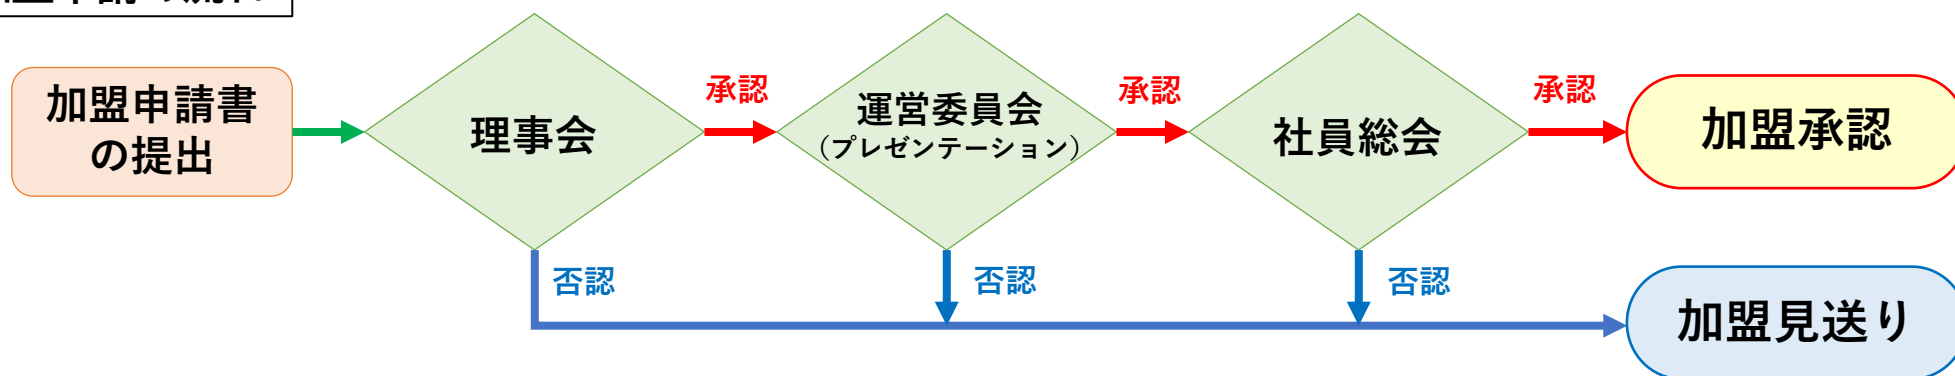 加盟申請書
の提出
理事会
承認
運営委員会
（プレゼンテーション）
承認
社員総会
承認
加盟承認
否認
否認
否認
加盟見送り